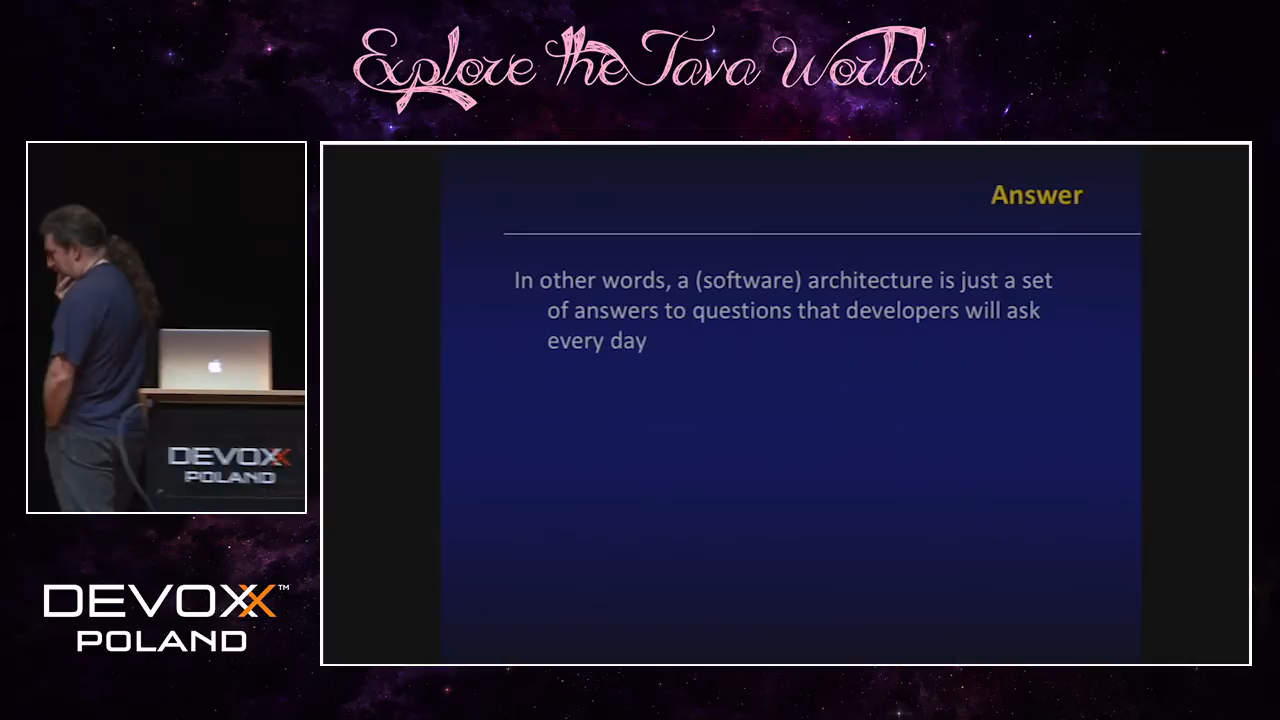 Explore the Java World
Answer
In other words, a (software) architecture is just a set
of answers to questions that developers will ask
every day
DEVOXX
POLAND
DEVOXX™
POLAND